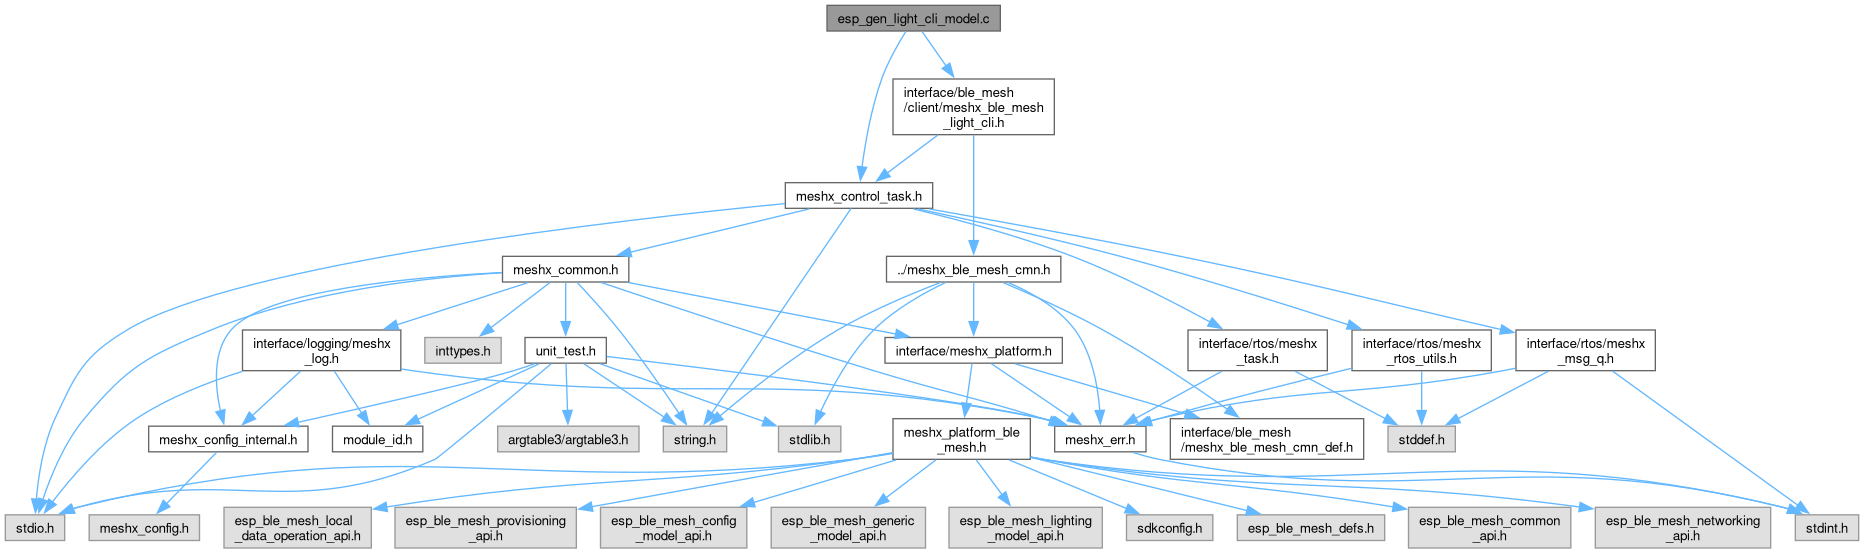 esp_gen_light_cli_model.c
interface/ble_mesh
/client/meshx_ble_mesh
_light_cli.h
meshx_control_task.h
meshx_common.h
../meshx_ble_mesh_cmn.h
interface/logging/meshx
_log.h
inttypes.h
unit_test.h
interface/meshx_platform.h
interface/rtos/meshx
_task.h
interface/rtos/meshx
_rtos_utils.h
interface/rtos/meshx
_msg_q.h
meshx_config_internal.h
module_id.h
argtable3/argtable3.h
string.h
stdlib.h
meshx_platform_ble
_mesh.h
meshx_err.h
interface/ble_mesh
/meshx_ble_mesh_cmn_def.h
stddef.h
stdio.h
meshx_config.h
esp_ble_mesh_local
_data_operation_api.h
esp_ble_mesh_provisioning
_api.h
esp_ble_mesh_config
_model_api.h
esp_ble_mesh_generic
_model_api.h
esp_ble_mesh_lighting
_model_api.h
sdkconfig.h
esp_ble_mesh_defs.h
esp_ble_mesh_common
_api.h
esp_ble_mesh_networking
_api.h
stdint.h